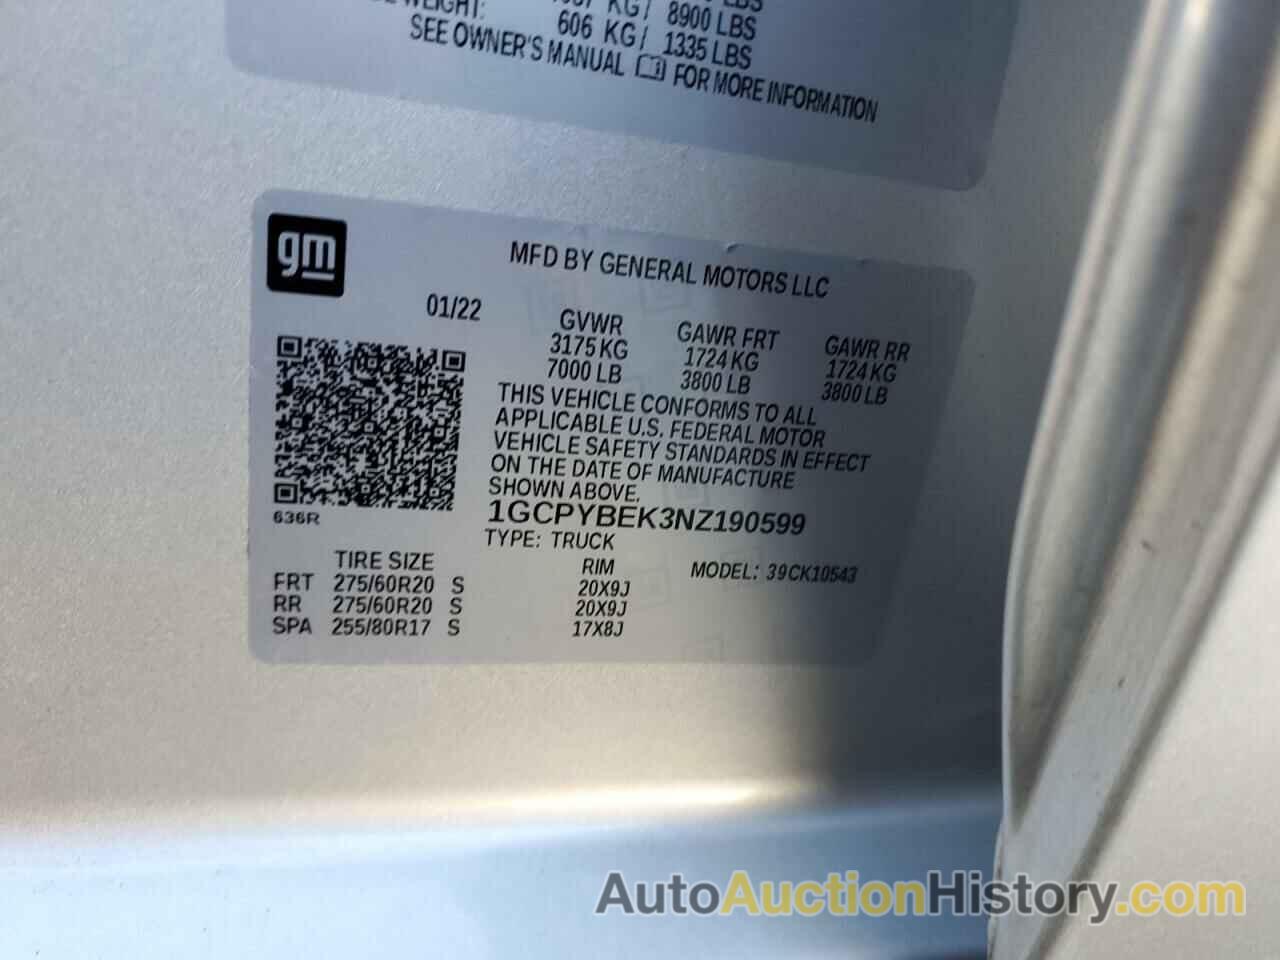 KG/ 8900 LBS
606 KG/ 1335 LBS
SEE OWNER'S MANUAL FOR MORE INFORMATION
gm
MFD BY GENERAL MOTORS LLC
01/22
GVWR GAWR FRT GAWR RR
3175 KG 1724 KG 1724 KG
7000 LB 3800 LB 3800 LB
THIS VEHICLE CONFORMS TO ALL
APPLICABLE U.S. FEDERAL MOTOR
VEHICLE SAFETY STANDARDS IN EFFECT
ON THE DATE OF MANUFACTURE
SHOWN ABOVE.
636R
1GCPYBEK3NZ190599
TYPE: TRUCK
TIRE SIZE RIM MODEL: 39CK10543
FRT 275/60R20 S 20X9J
RR 275/60R20 S 20X9J
SPA 255/80R17 S 17X8J
AutoAuctionHistory.com